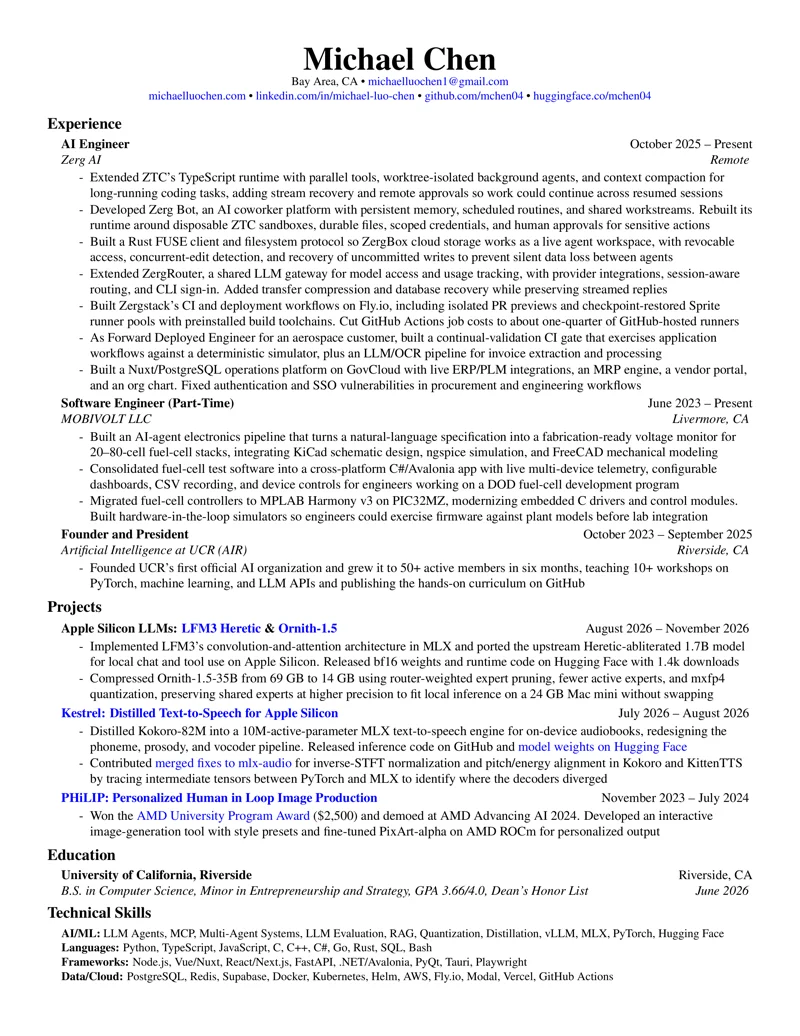 Michael Chen
Bay Area, CA • michaelluochen1@gmail.com
michaelluochen.com • linkedin.com/in/michael-luo-chen • github.com/mchen04 • huggingface.co/mchen04
Experience
AI Engineer October 2025 – Present
Zerg AI Remote
- Extended ZTC's TypeScript runtime with parallel tools, worktree-isolated background agents, and context compaction for
long-running coding tasks, adding stream recovery and remote approvals so work could continue across resumed sessions
- Developed Zerg Bot, an AI coworker platform with persistent memory, scheduled routines, and shared workstreams. Rebuilt its
runtime around disposable ZTC sandboxes, durable files, scoped credentials, and human approvals for sensitive actions
- Built a Rust FUSE client and filesystem protocol so ZergBox cloud storage works as a live agent workspace, with revocable
access, concurrent-edit detection, and recovery of uncommitted writes to prevent silent data loss between agents
- Extended ZergRouter, a shared LLM gateway for model access and usage tracking, with provider integrations, session-aware
routing, and CLI sign-in. Added transfer compression and database recovery while preserving streamed replies
- Built Zergstack's CI and deployment workflows on Fly.io, including isolated PR previews and checkpoint-restored Sprite
runner pools with preinstalled build toolchains. Cut GitHub Actions job costs to about one-quarter of GitHub-hosted runners
- As Forward Deployed Engineer for an aerospace customer, built a continual-validation CI gate that exercises application
workflows against a deterministic simulator, plus an LLM/OCR pipeline for invoice extraction and processing
- Built a Nuxt/PostgreSQL operations platform on GovCloud with live ERP/PLM integrations, an MRP engine, a vendor portal,
and an org chart. Fixed authentication and SSO vulnerabilities in procurement and engineering workflows
Software Engineer (Part-Time) June 2023 – Present
MOBIVOLT LLC Livermore, CA
- Built an AI-agent electronics pipeline that turns a natural-language specification into a fabrication-ready voltage monitor for
20–80-cell fuel-cell stacks, integrating KiCad schematic design, ngspice simulation, and FreeCAD mechanical modeling
- Consolidated fuel-cell test software into a cross-platform C#/Avalonia app with live multi-device telemetry, configurable
dashboards, CSV recording, and device controls for engineers working on a DOD fuel-cell development program
- Migrated fuel-cell controllers to MPLAB Harmony v3 on PIC32MZ, modernizing embedded C drivers and control modules.
Built hardware-in-the-loop simulators so engineers could exercise firmware against plant models before lab integration
Founder and President October 2023 – September 2025
Artificial Intelligence at UCR (AIR) Riverside, CA
- Founded UCR's first official AI organization and grew it to 50+ active members in six months, teaching 10+ workshops on
PyTorch, machine learning, and LLM APIs and publishing the hands-on curriculum on GitHub
Projects
Apple Silicon LLMs: LFM3 Heretic & Ornith-1.5 August 2026 – November 2026
- Implemented LFM3's convolution-and-attention architecture in MLX and ported the upstream Heretic-abliterated 1.7B model
for local chat and tool use on Apple Silicon. Released bf16 weights and runtime code on Hugging Face with 1.4k downloads
- Compressed Ornith-1.5-35B from 69 GB to 14 GB using router-weighted expert pruning, fewer active experts, and mxfp4
quantization, preserving shared experts at higher precision to fit local inference on a 24 GB Mac mini without swapping
Kestrel: Distilled Text-to-Speech for Apple Silicon July 2026 – August 2026
- Distilled Kokoro-82M into a 10M-active-parameter MLX text-to-speech engine for on-device audiobooks, redesigning the
phoneme, prosody, and vocoder pipeline. Released inference code on GitHub and model weights on Hugging Face
- Contributed merged fixes to mlx-audio for inverse-STFT normalization and pitch/energy alignment in Kokoro and KittenTTS
by tracing intermediate tensors between PyTorch and MLX to identify where the decoders diverged
PHiLIP: Personalized Human in Loop Image Production November 2023 – July 2024
- Won the AMD University Program Award ($2,500) and demoed at AMD Advancing AI 2024. Developed an interactive
image-generation tool with style presets and fine-tuned PixArt-alpha on AMD ROCm for personalized output
Education
University of California, Riverside Riverside, CA
B.S. in Computer Science, Minor in Entrepreneurship and Strategy, GPA 3.66/4.0, Dean's Honor List June 2026
Technical Skills
AI/ML: LLM Agents, MCP, Multi-Agent Systems, LLM Evaluation, RAG, Quantization, Distillation, vLLM, MLX, PyTorch, Hugging Face
Languages: Python, TypeScript, JavaScript, C, C++, C#, Go, Rust, SQL, Bash
Frameworks: Node.js, Vue/Nuxt, React/Next.js, FastAPI, .NET/Avalonia, PyQt, Tauri, Playwright
Data/Cloud: PostgreSQL, Redis, Supabase, Docker, Kubernetes, Helm, AWS, Fly.io, Modal, Vercel, GitHub Actions